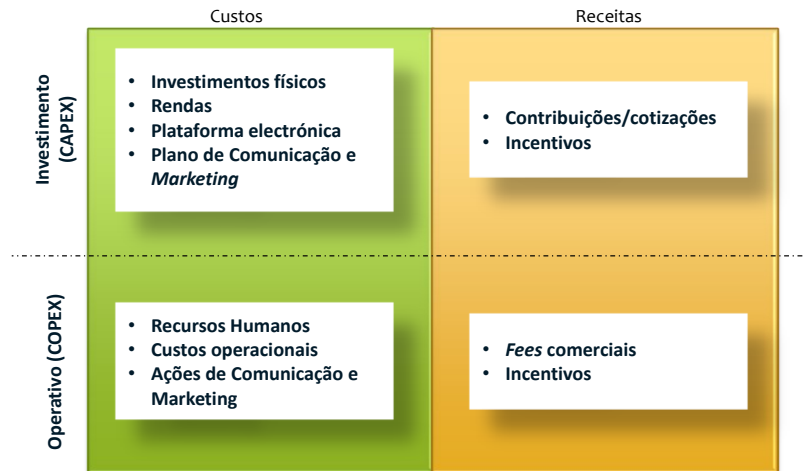 Custos
Receitas
Investimento
(CAPEX)
• Investimentos físicos
• Rendas
• Plataforma electrónica
• Plano de Comunicação e
Marketing
• Contribuições/cotizações
• Incentivos
Operativo (COPEX)
• Recursos Humanos
• Custos operacionais
• Ações de Comunicação e
Marketing
• Fees comerciais
• Incentivos